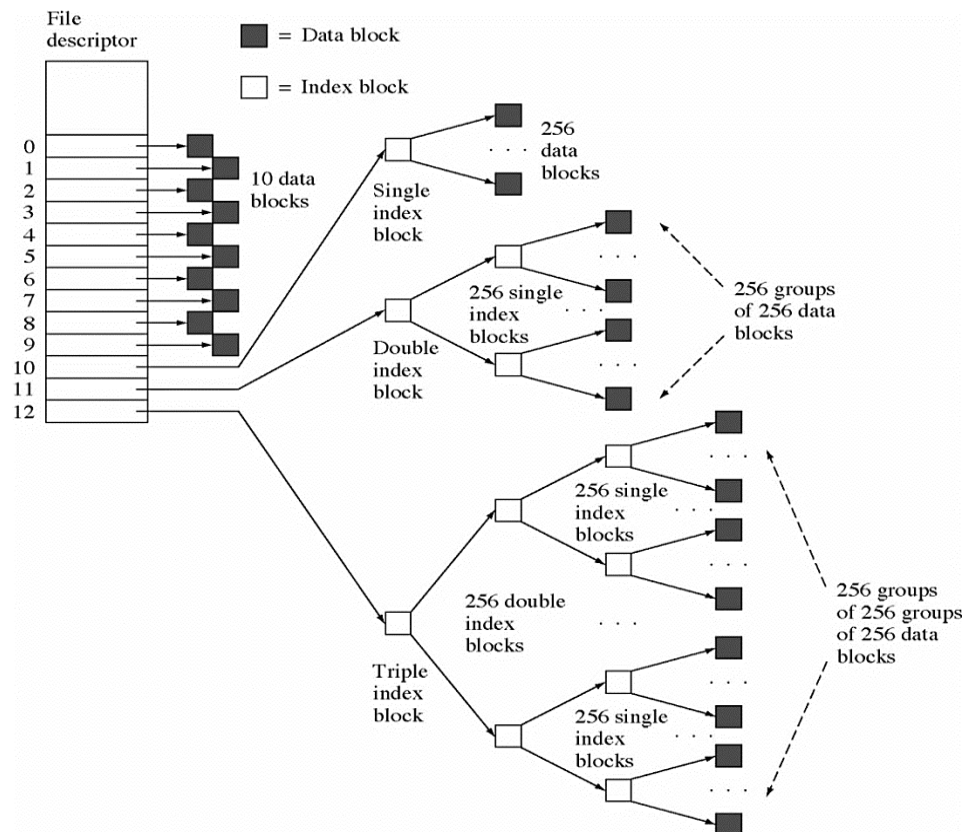 File
descriptor
= Data block
= Index block
0
1
2
3
4
5
6
7
8
9
10
11
12
10 data
blocks
Single
index
block
256
. . . .
data
blocks
Double
index
block
256 single
index
blocks
. . .
. . . .
. . .
. . . .
256 groups
of 256 data
blocks
Triple
index
block
256 double
index
blocks
. . .
256 single
index
blocks
. . .
. . .
. . .
256 single
index
blocks
. . .
. . .
. . .
256 groups
of 256 groups
of 256 data
blocks